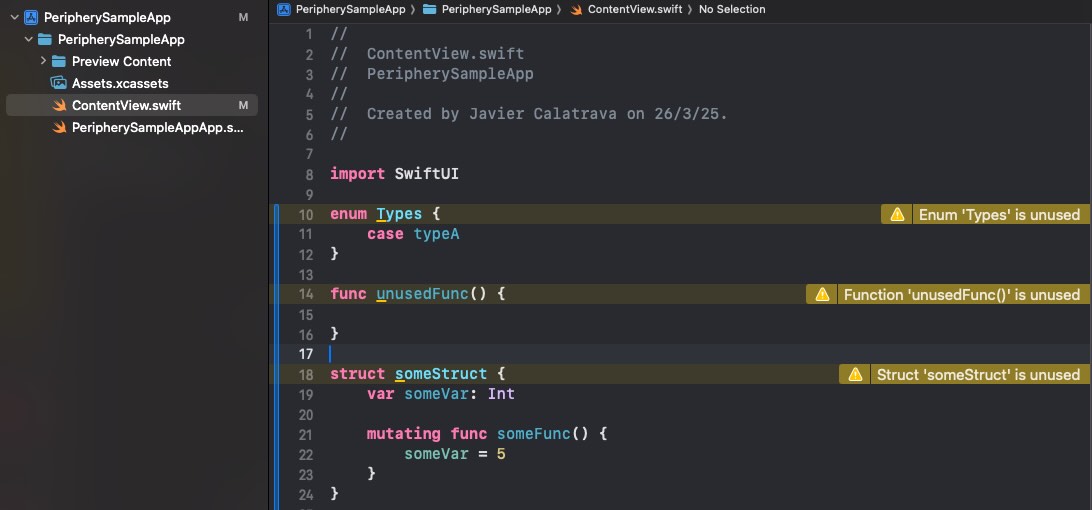 PeripherySampleApp M
PeripherySampleApp
Preview Content
Assets.xcassets
ContentView.swift M
PeripherySampleAppApp.s...
PeripherySampleApp 〉 PeripherySampleApp 〉 ContentView.swift 〉 No Selection
1 //
2 //  ContentView.swift
3 //  PeripherySampleApp
4 //
5 //  Created by Javier Calatrava on 26/3/25.
6 //
7
8 import SwiftUI
9
10 enum Types { Enum 'Types' is unused
11     case typeA
12 }
13
14 func unusedFunc() { Function 'unusedFunc()' is unused
15
16 }
17
18 struct someStruct { Struct 'someStruct' is unused
19     var someVar: Int
20
21     mutating func someFunc() {
22         someVar = 5
23     }
24 }